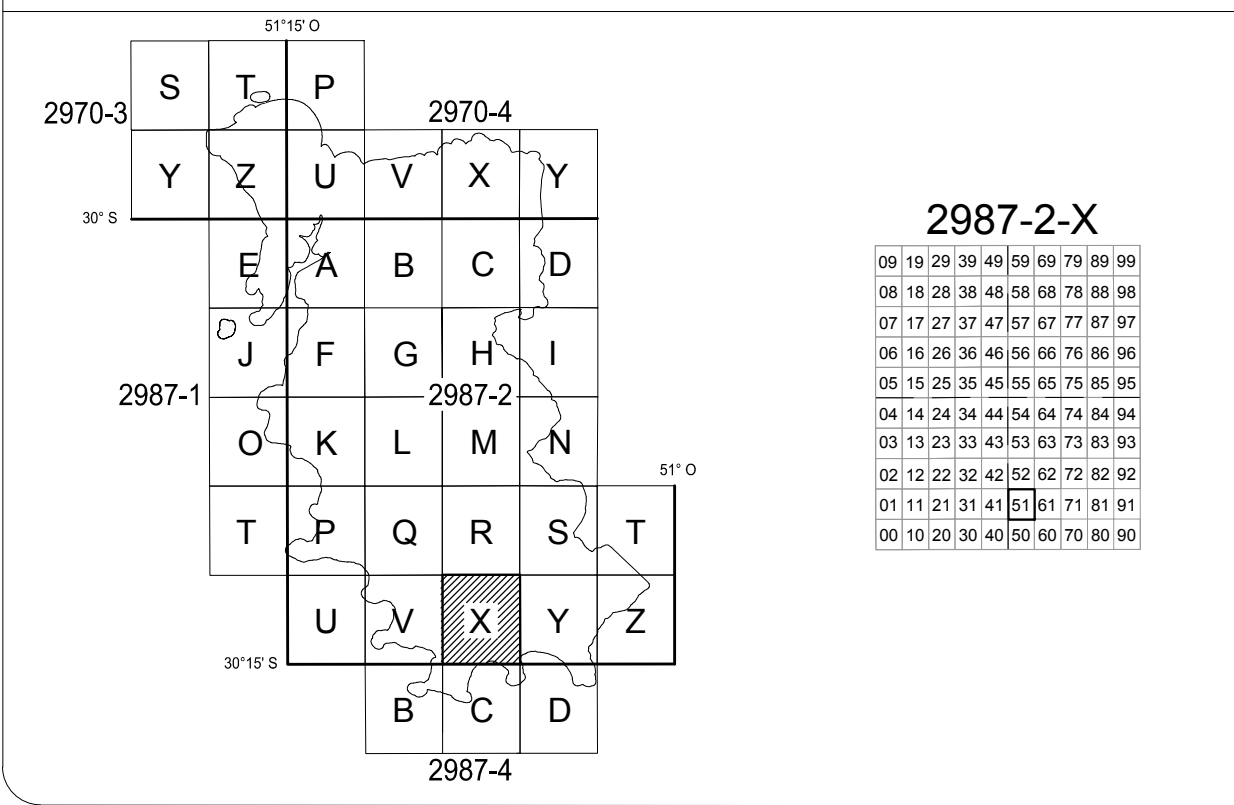 51°15' O
S T P
2970-3 2970-4
Y Z U V X Y
30° S
E A B C D
J F G H I
2987-1 2987-2
O K L M N
51° O
T P Q R S T
U V X Y Z
30°15' S
B C D
2987-4
2987-2-X
09 19 29 39 49 59 69 79 89 99
08 18 28 38 48 58 68 78 88 98
07 17 27 37 47 57 67 77 87 97
06 16 26 36 46 56 66 76 86 96
05 15 25 35 45 55 65 75 85 95
04 14 24 34 44 54 64 74 84 94
03 13 23 33 43 53 63 73 83 93
02 12 22 32 42 52 62 72 82 92
01 11 21 31 41 51 61 71 81 91
00 10 20 30 40 50 60 70 80 90